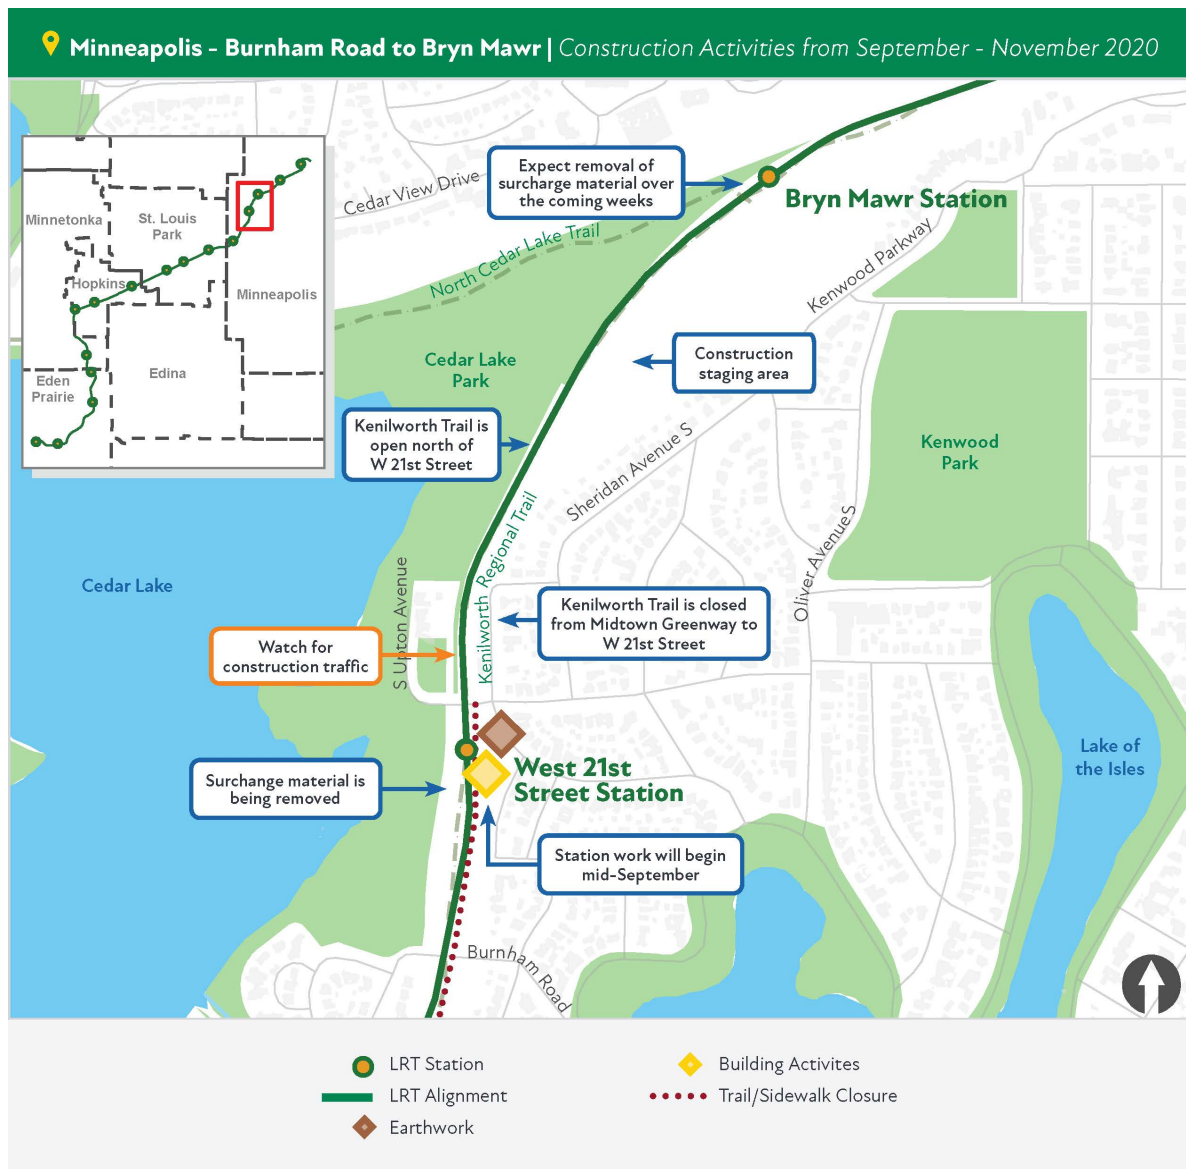 Minneapolis - Burnham Road to Bryn Mawr | Construction Activities from September - November 2020
Minnetonka
St. Louis
Park
Hopkins
Minneapolis
Edina
Eden
Prairie
Cedar View Drive
Expect removal of
surcharge material over
the coming weeks
Bryn Mawr Station
North Cedar Lake Trail
Kenwood Parkway
Cedar Lake
Park
Construction
staging area
Kenilworth Trail is
open north of
W 21st Street
Sheridan Avenue S
Kenwood
Park
Kenilworth Regional Trail
Oliver Avenue S
Cedar Lake
S Upton Avenue
Kenilworth Trail is closed
from Midtown Greenway to
W 21st Street
Watch for
construction traffic
West 21st
Street Station
Lake of
the Isles
Surchange material is
being removed
Station work will begin
mid-September
Burnham Road
LRT Station
LRT Alignment
Earthwork
Building Activites
Trail/Sidewalk Closure